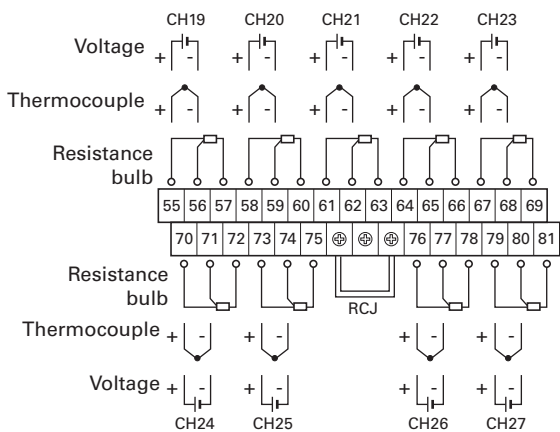 CH19 CH20 CH21 CH22 CH23
Voltage + - + - + - + - + -
Thermocouple + - + - + - + - + -
Resistance
bulb
55 56 57 58 59 60 61 62 63 64 65 66 67 68 69
70 71 72 73 74 75 76 77 78 79 80 81
Resistance
bulb
RCJ
Thermocouple + - + - + - + -
Voltage + - + - + - + -
CH24 CH25 CH26 CH27